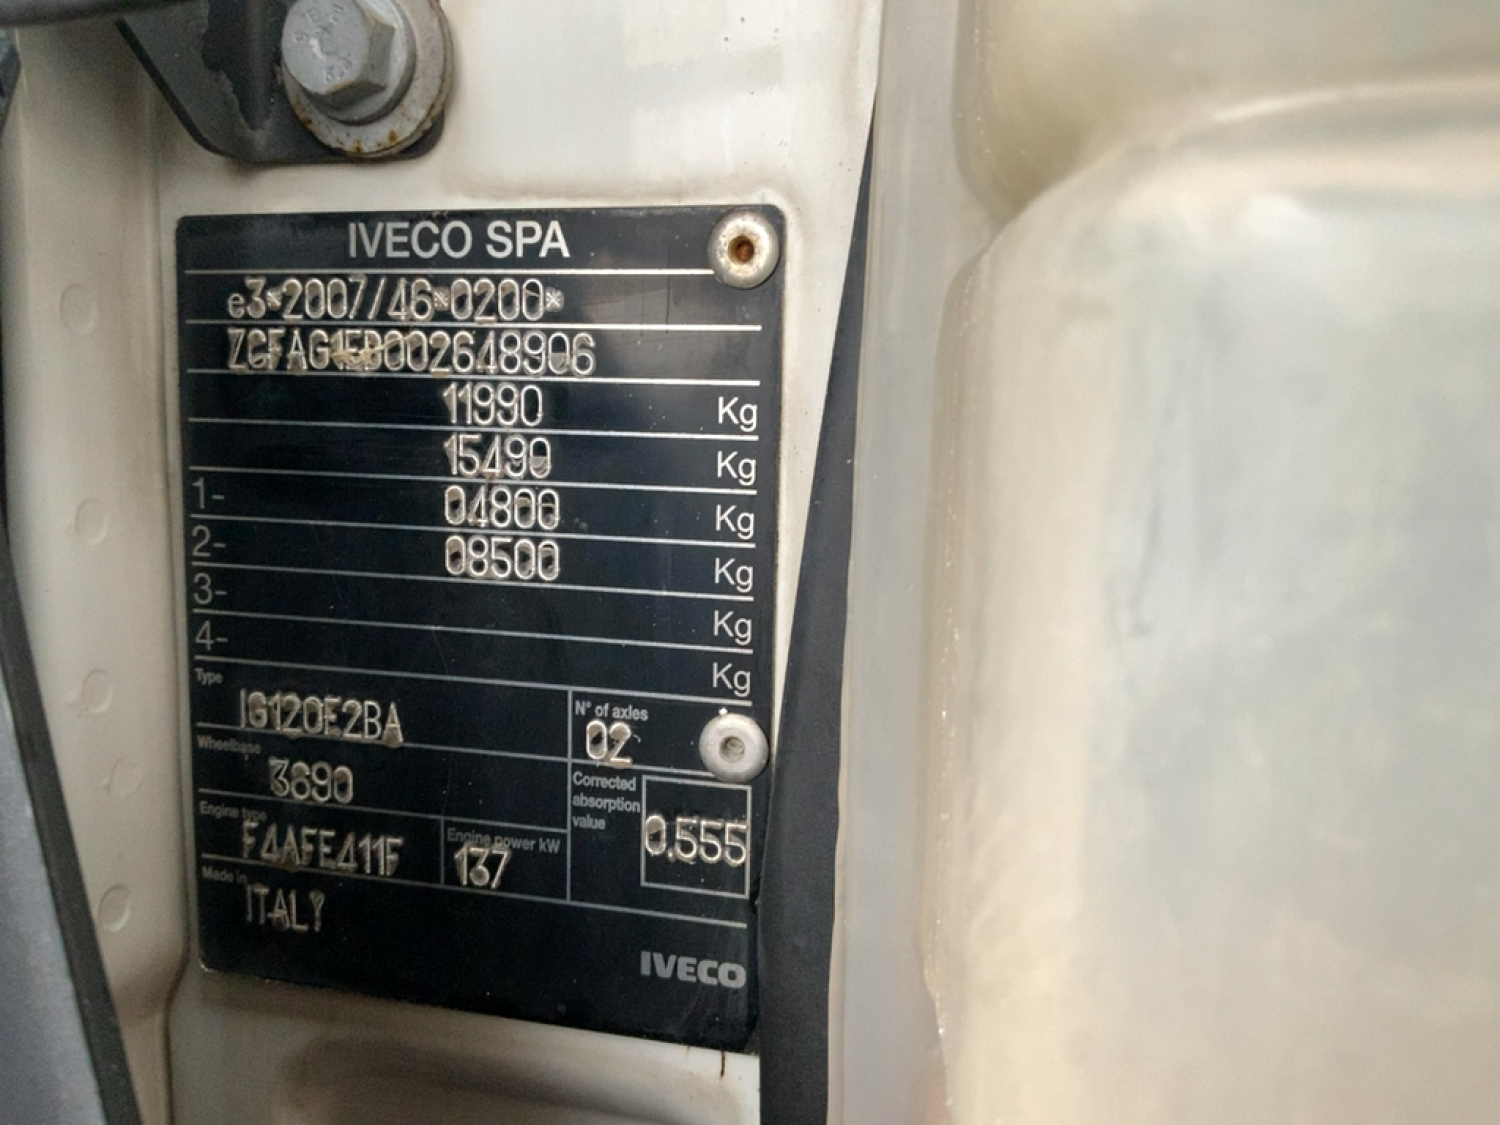 IVECO SPA
e3*2007/46*0200*
11990 Kg
15490 Kg
1- 04800 Kg
2- 08500 Kg
3- Kg
4- Kg
Type
IG120E2BA
N° of axles
02
Wheelbase
3690
Corrected
absorption
value
0.555
Engine type
F4AFE411F
Engine power kW
137
Made in
ITALY
IVECO